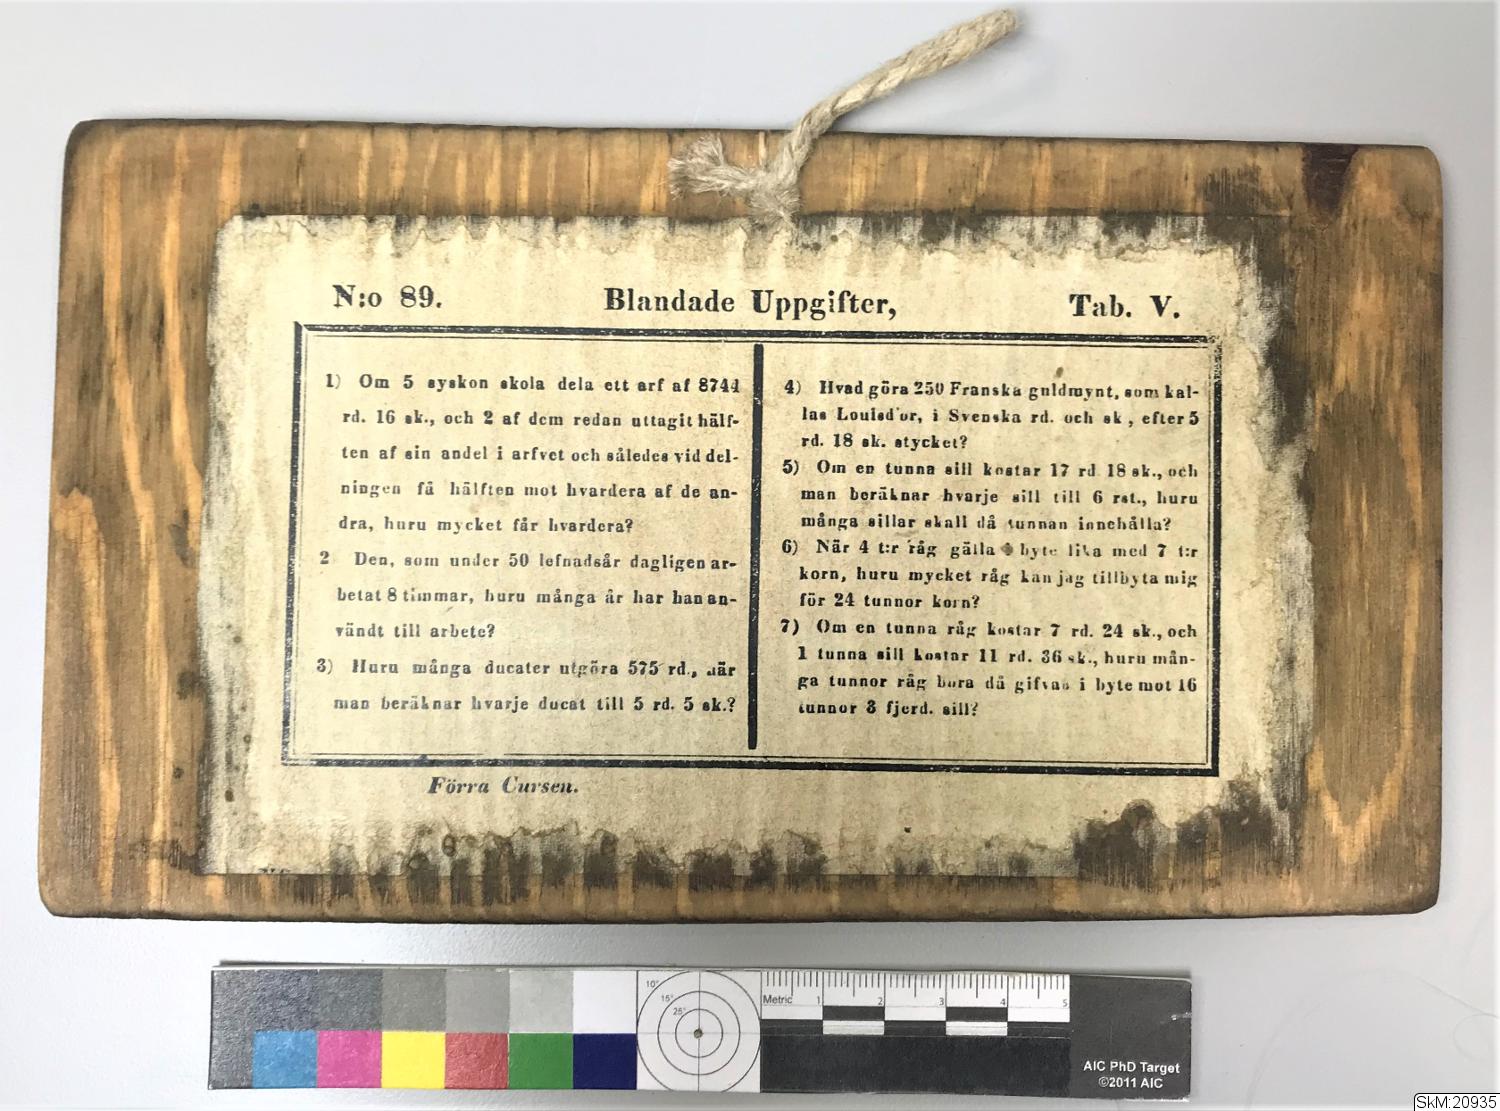 N:o 89. Blandade Uppgifter, Tab. V.
1) Om 5 syskon skola dela ett arf af 8744
rd. 16 sk., och 2 af dem redan uttagit hälf-
ten af sin andel i arfvet och således vid del-
ningen få hälften mot hvardera af de an-
dra, huru mycket får hvardera?
2 Den, som under 50 lefnadsår dagligen ar-
betat 8 timmar, huru många år har han an-
vändt till arbete?
3) Huru många ducater utgöra 575 rd., när
man beräknar hvarje ducat till 5 rd. 5 sk.?
4) Hvad göra 250 Franska guldmynt, som kal-
las Louisd'or, i Svenska rd. och sk, efter 5
rd. 18 sk. stycket?
5) Om en tunna sill kostar 17 rd 18 sk., och
man beräknar hvarje sill till 6 rst., huru
många sillar skall då tunnan innehålla?
6) När 4 t:r råg gälla byte lika med 7 t:r
korn, huru mycket råg kan jag tillbyta mig
för 24 tunnor korn?
7) Om en tunna råg kostar 7 rd. 24 sk., och
1 tunna sill kostar 11 rd. 36 sk., huru mån-
ga tunnor råg bora då gifvas i byte mot 16
tunnor 3 fjerd. sill?
Förra Cursen.
10°
15°
25°
Metric 1 2 3 4 5
AIC PhD Target
©2011 AIC
SkM:20935